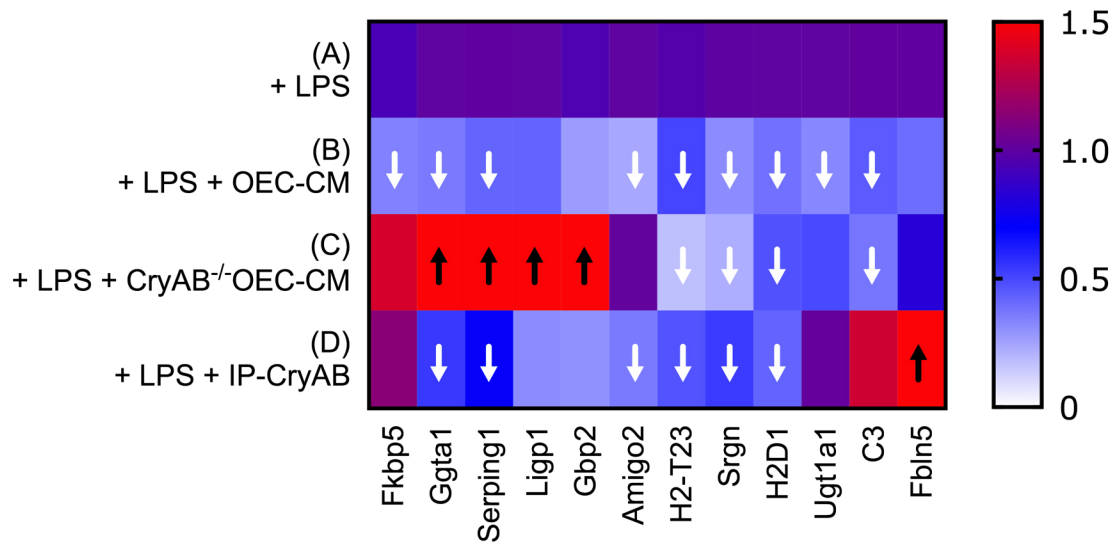 (A)
+ LPS
(B)
+ LPS + OEC-CM
(C)
+ LPS + CryAB-/-OEC-CM
(D)
+ LPS + IP-CryAB
1.5
1.0
0.5
0
Fkbp5
Ggta1
Serping1
Ligp1
Gbp2
Amigo2
H2-T23
Srgn
H2D1
Ugt1a1
C3
Fbln5